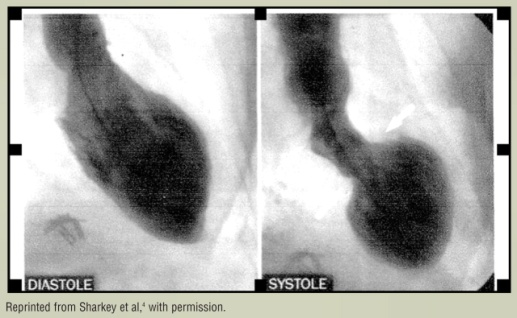 DIASTOLE
SYSTOLE
Reprinted from Sharkey et al,⁴ with permission.